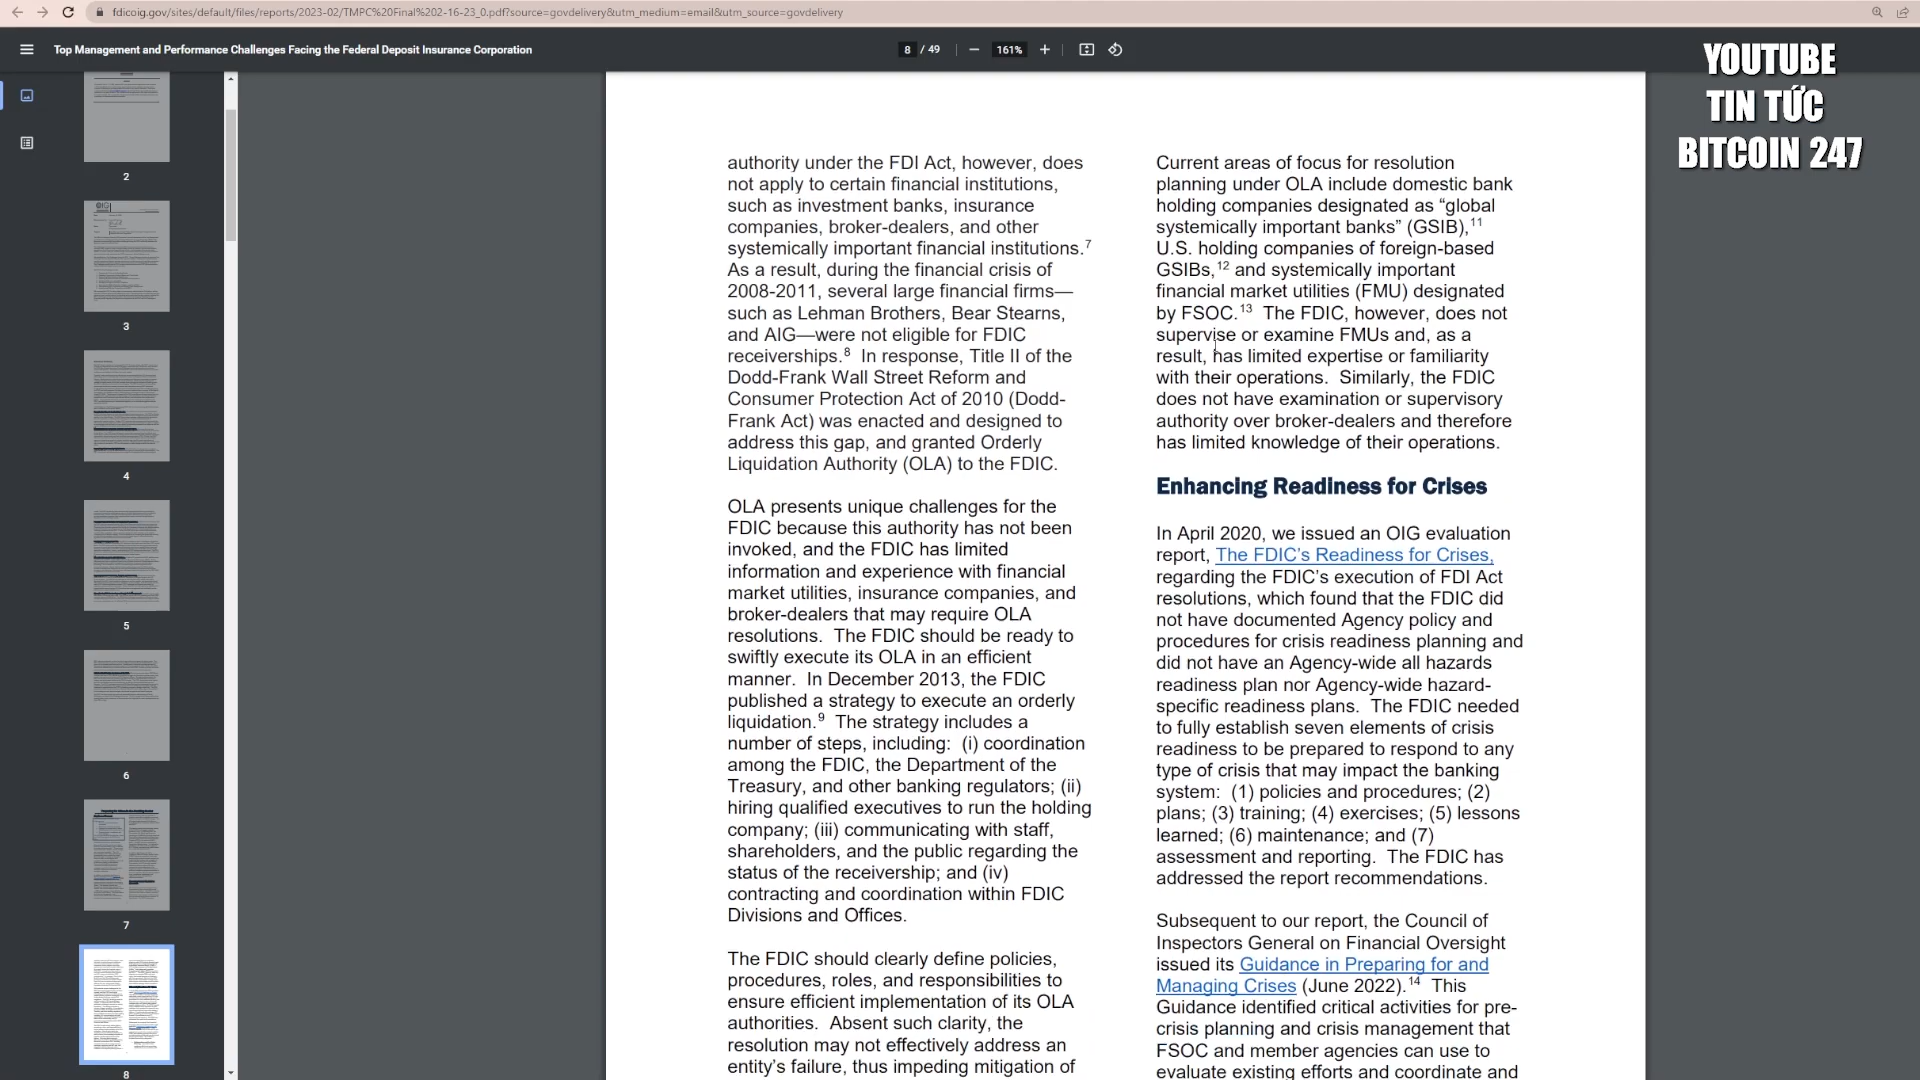 fdicoig.gov/sites/default/files/reports/2023-02/TMPC%20Final%202-16-23_0.pdf?source=govdelivery&utm_medium=email&utm_source=govdelivery
Top Management and Performance Challenges Facing the Federal Deposit Insurance Corporation
8 / 49
161%
YOUTUBE
TIN TỨC
BITCOIN 247
2
3
4
5
6
7
8
authority under the FDI Act, however, does
not apply to certain financial institutions,
such as investment banks, insurance
companies, broker-dealers, and other
systemically important financial institutions.7
As a result, during the financial crisis of
2008-2011, several large financial firms—
such as Lehman Brothers, Bear Stearns,
and AIG—were not eligible for FDIC
receiverships.8 In response, Title II of the
Dodd-Frank Wall Street Reform and
Consumer Protection Act of 2010 (Dodd-
Frank Act) was enacted and designed to
address this gap, and granted Orderly
Liquidation Authority (OLA) to the FDIC.
OLA presents unique challenges for the
FDIC because this authority has not been
invoked, and the FDIC has limited
information and experience with financial
market utilities, insurance companies, and
broker-dealers that may require OLA
resolutions. The FDIC should be ready to
swiftly execute its OLA in an efficient
manner. In December 2013, the FDIC
published a strategy to execute an orderly
liquidation.9 The strategy includes a
number of steps, including: (i) coordination
among the FDIC, the Department of the
Treasury, and other banking regulators; (ii)
hiring qualified executives to run the holding
company; (iii) communicating with staff,
shareholders, and the public regarding the
status of the receivership; and (iv)
contracting and coordination within FDIC
Divisions and Offices.
The FDIC should clearly define policies,
procedures, roles, and responsibilities to
ensure efficient implementation of its OLA
authorities. Absent such clarity, the
resolution may not effectively address an
entity's failure, thus impeding mitigation of
Current areas of focus for resolution
planning under OLA include domestic bank
holding companies designated as “global
systemically important banks” (GSIB),11
U.S. holding companies of foreign-based
GSIBs,12 and systemically important
financial market utilities (FMU) designated
by FSOC.13 The FDIC, however, does not
supervise or examine FMUs and, as a
result, has limited expertise or familiarity
with their operations. Similarly, the FDIC
does not have examination or supervisory
authority over broker-dealers and therefore
has limited knowledge of their operations.
Enhancing Readiness for Crises
In April 2020, we issued an OIG evaluation
report, The FDIC's Readiness for Crises,
regarding the FDIC's execution of FDI Act
resolutions, which found that the FDIC did
not have documented Agency policy and
procedures for crisis readiness planning and
did not have an Agency-wide all hazards
readiness plan nor Agency-wide hazard-
specific readiness plans. The FDIC needed
to fully establish seven elements of crisis
readiness to be prepared to respond to any
type of crisis that may impact the banking
system: (1) policies and procedures; (2)
plans; (3) training; (4) exercises; (5) lessons
learned; (6) maintenance; and (7)
assessment and reporting. The FDIC has
addressed the report recommendations.
Subsequent to our report, the Council of
Inspectors General on Financial Oversight
issued its Guidance in Preparing for and
Managing Crises (June 2022).14 This
Guidance identified critical activities for pre-
crisis planning and crisis management that
FSOC and member agencies can use to
evaluate existing efforts and coordinate and